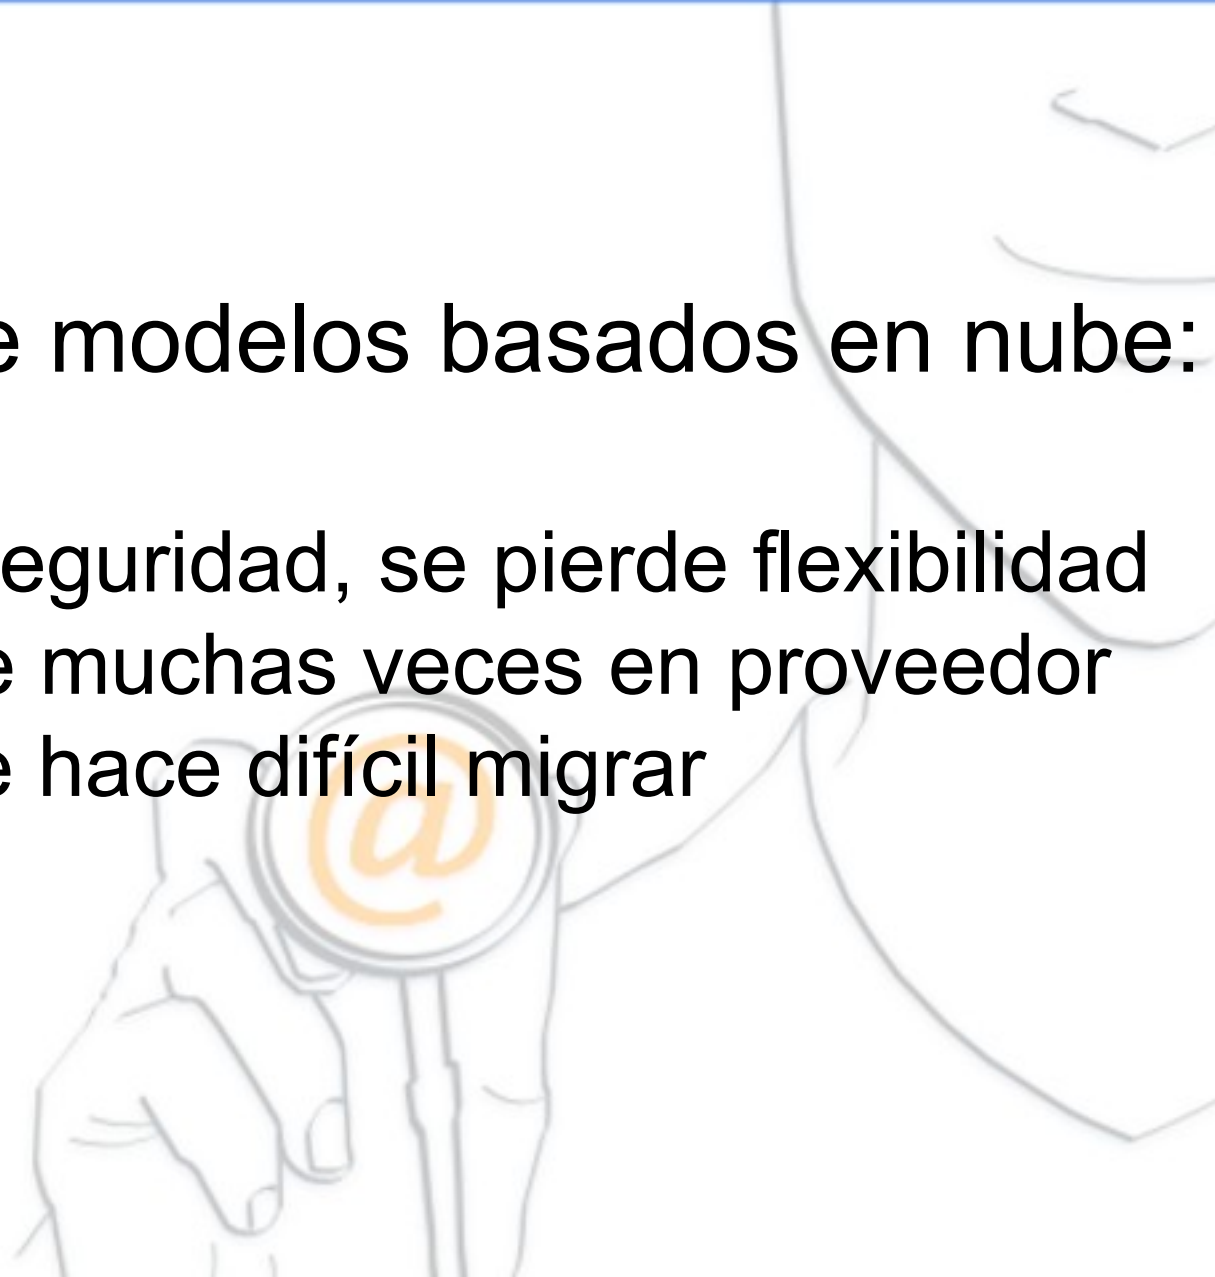 e modelos basados en nube:
eguridad, se pierde flexibilidad
e muchas veces en proveedor
e hace difícil migrar
@